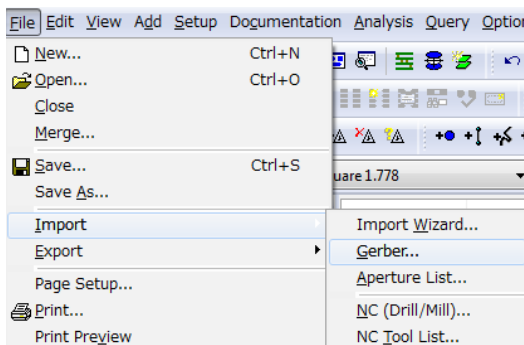 File Edit View Add Setup Documentation Analysis Query Option
New... Ctrl+N
Open... Ctrl+O
Close
Merge...
Save... Ctrl+S
Save As...
uare 1.778
Import
Import Wizard...
Export
Gerber...
Page Setup...
Aperture List...
Print...
NC (Drill/Mill)...
Print Preview
NC Tool List...